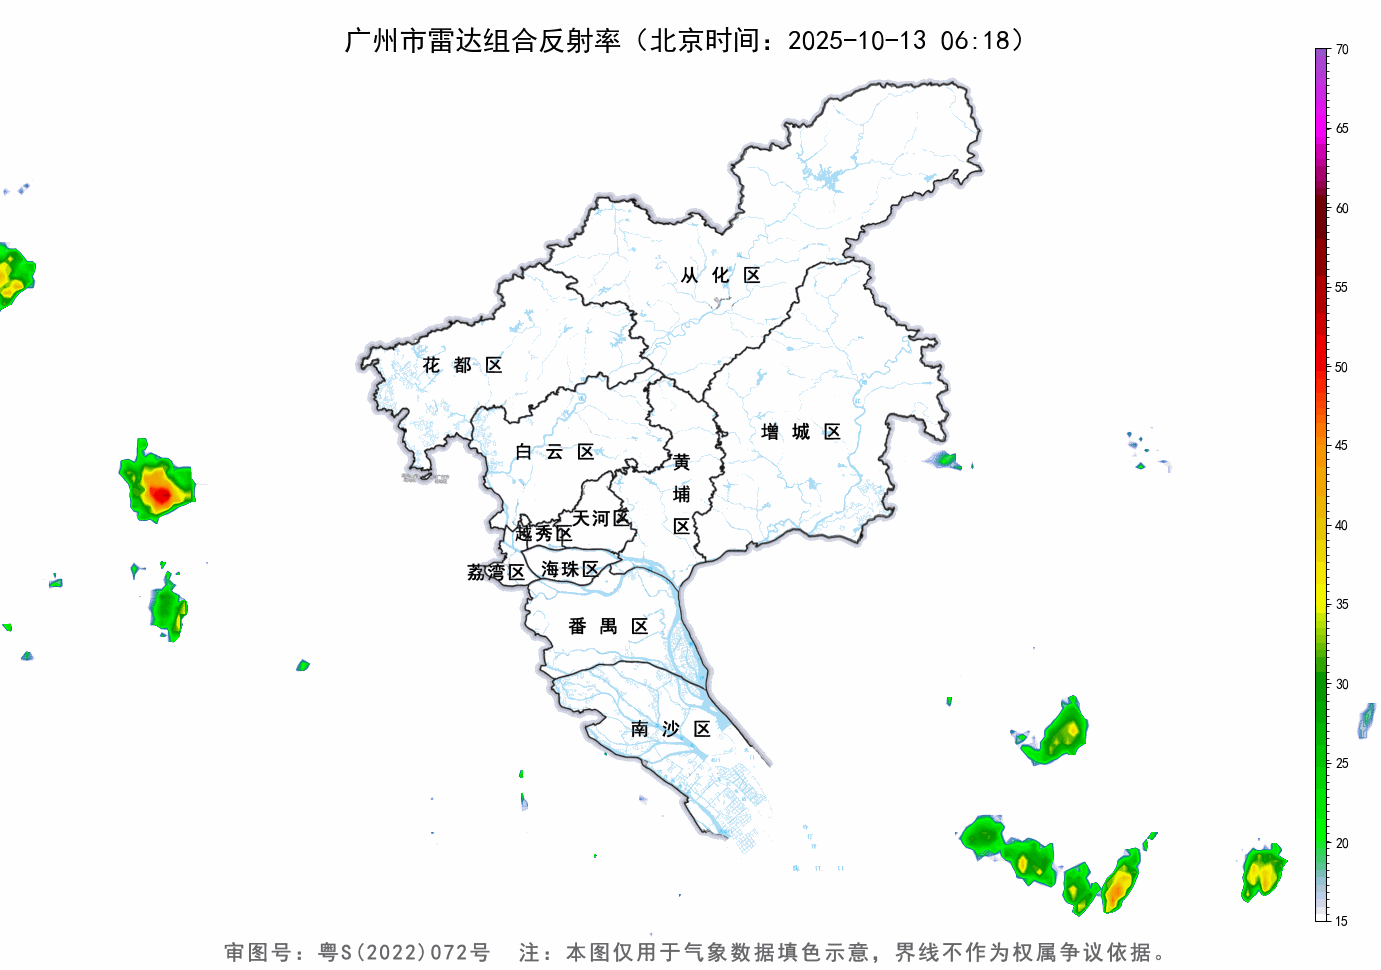 广州市雷达组合反射率（北京时间：2025-10-13 06:18）
70
65
60
55
50
45
40
35
30
25
20
15
从化区
花都区
增城区
白云区
黄埔区
天河区
越秀区
荔湾区
海珠区
番禺区
南沙区
审图号：粤S(2022)072号 注：本图仅用于气象数据填色示意，界线不作为权属争议依据。